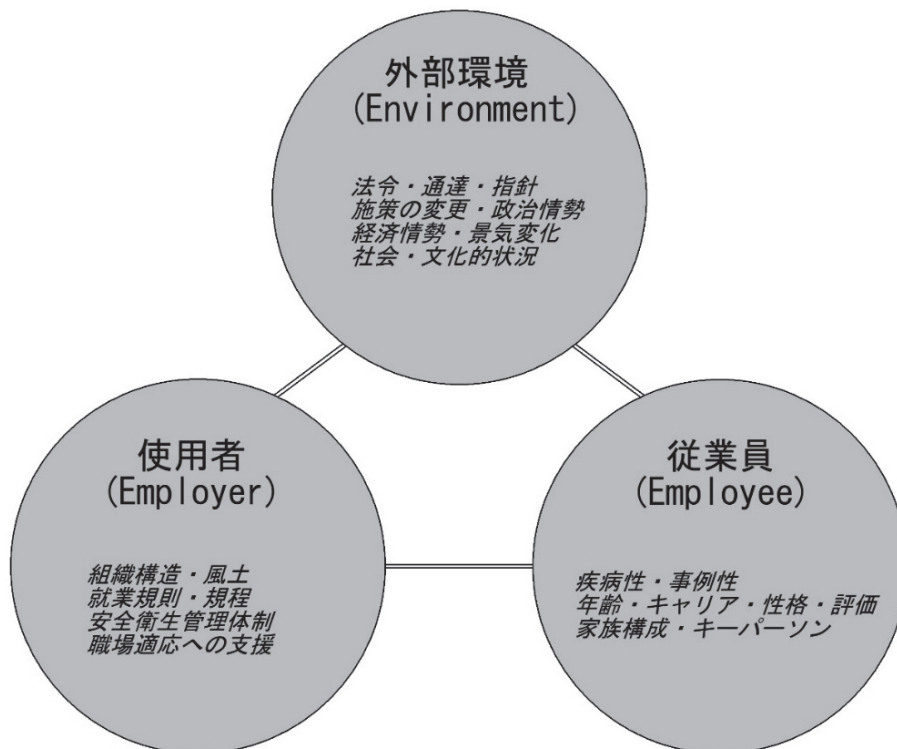 外部環境
(Environment)
法令・通達・指針
施策の変更・政治情勢
経済情勢・景気変化
社会・文化的状況
使用者
(Employer)
組織構造・風土
就業規則・規程
安全衛生管理体制
職場適応への支援
従業員
(Employee)
疾病性・事例性
年齢・キャリア・性格・評価
家族構成・キーパーソン